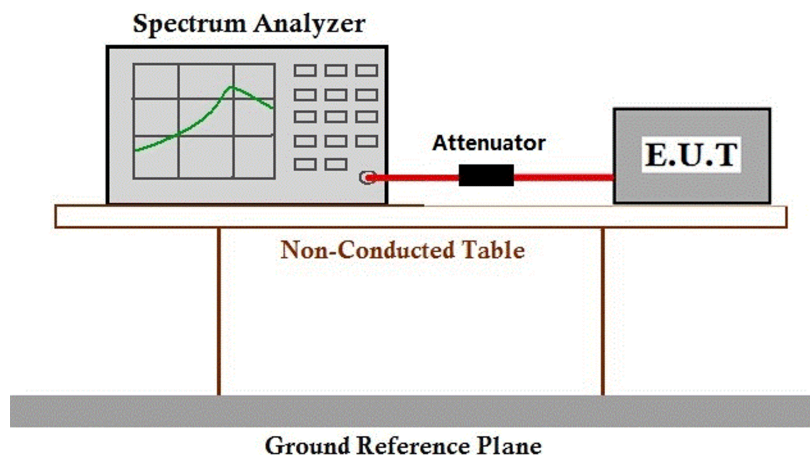 Spectrum Analyzer
Attenuator
E.U.T
Non-Conducted Table
Ground Reference Plane